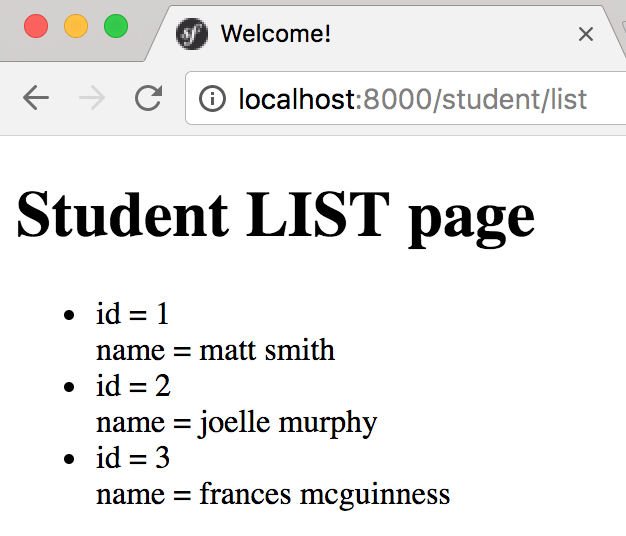 sf Welcome!
localhost:8000/student/list
Student LIST page
id = 1
name = matt smith
id = 2
name = joelle murphy
id = 3
name = frances mcguinness